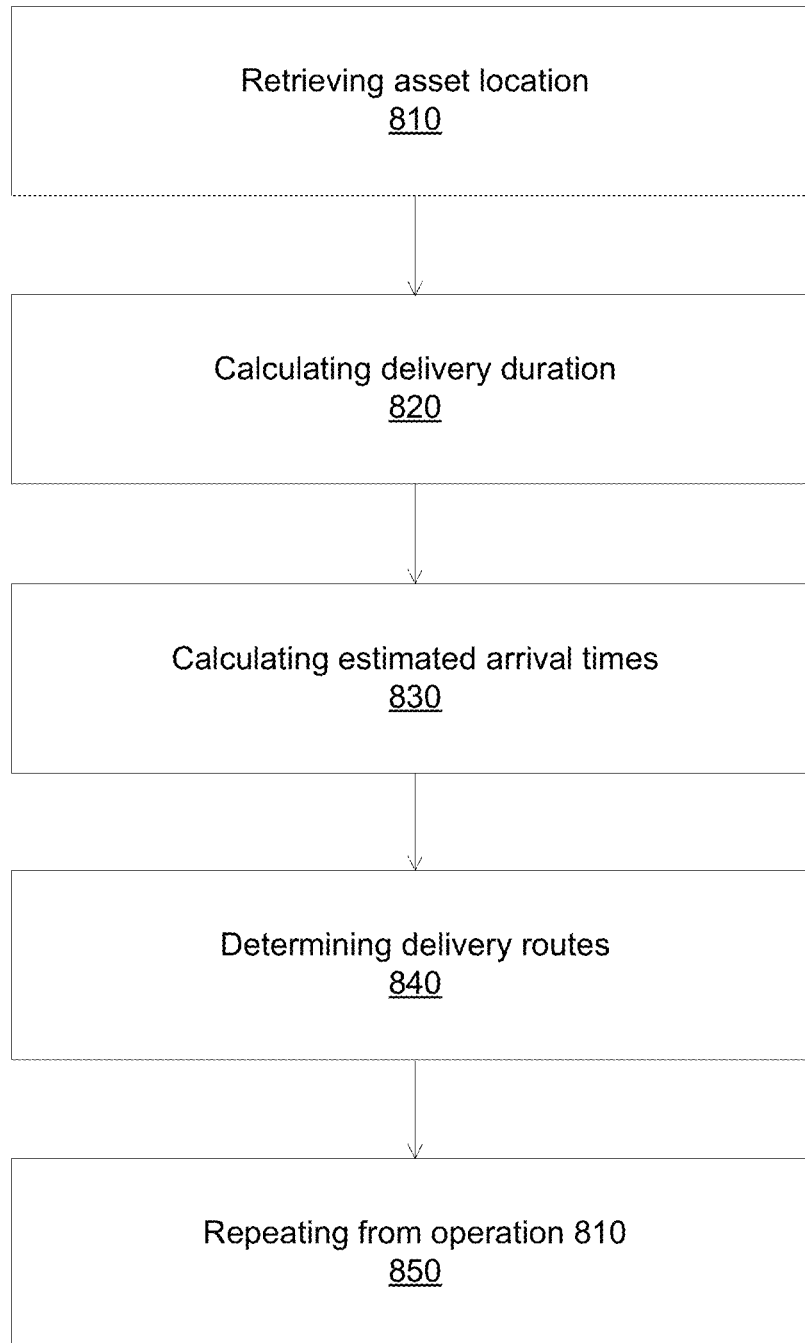 Retrieving asset location
810
Calculating delivery duration
820
Calculating estimated arrival times
830
Determining delivery routes
840
Repeating from operation 810
850